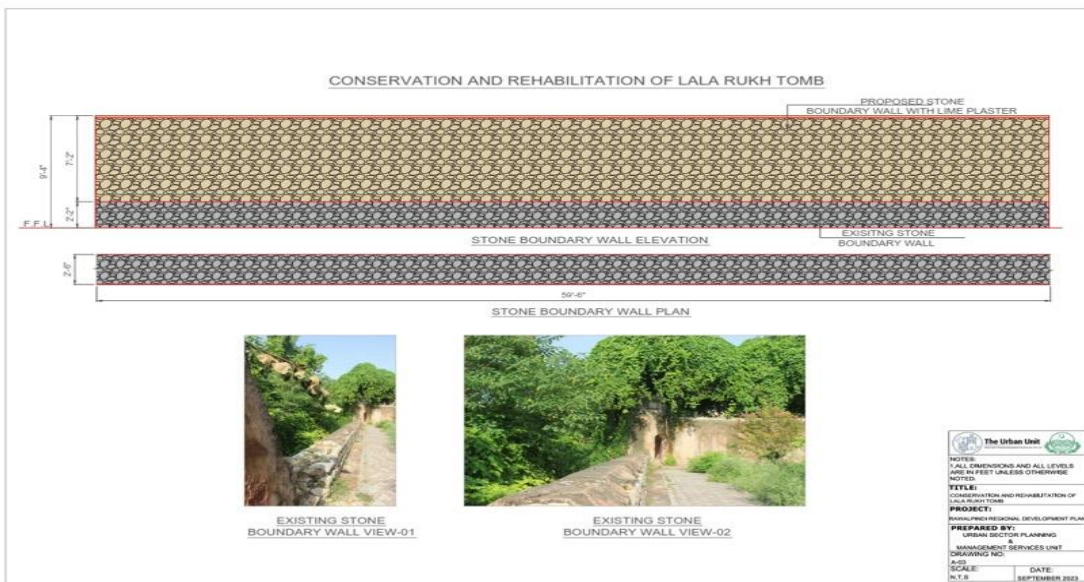 CONSERVATION AND REHABILITATION OF LALA RUKH TOMB
PROPOSED STONE
BOUNDARY WALL WITH LIME PLASTER
9'-4"
7'-2"
2'-2"
F.F.L
EXISITNG STONE
BOUNDARY WALL
STONE BOUNDARY WALL ELEVATION
2'-6"
59'-6"
STONE BOUNDARY WALL PLAN
EXISTING STONE
BOUNDARY WALL VIEW-01
EXISTING STONE
BOUNDARY WALL VIEW-02
The Urban Unit
NOTES:
1.ALL DIMENSIONS AND ALL LEVELS
ARE IN FEET UNLESS OTHERWISE
NOTED.
TITLE:
CONSERVATION AND REHABILITATION OF
LALA RUKH TOMB
PROJECT:
RAWALPINDI REGIONAL DEVELOPMENT PLAN
PREPARED BY:
URBAN SECTOR PLANNING
&
MANAGEMENT SERVICES UNIT
DRAWING NO:
A-03
SCALE:
N.T.S
DATE:
SEPTEMBER 2023